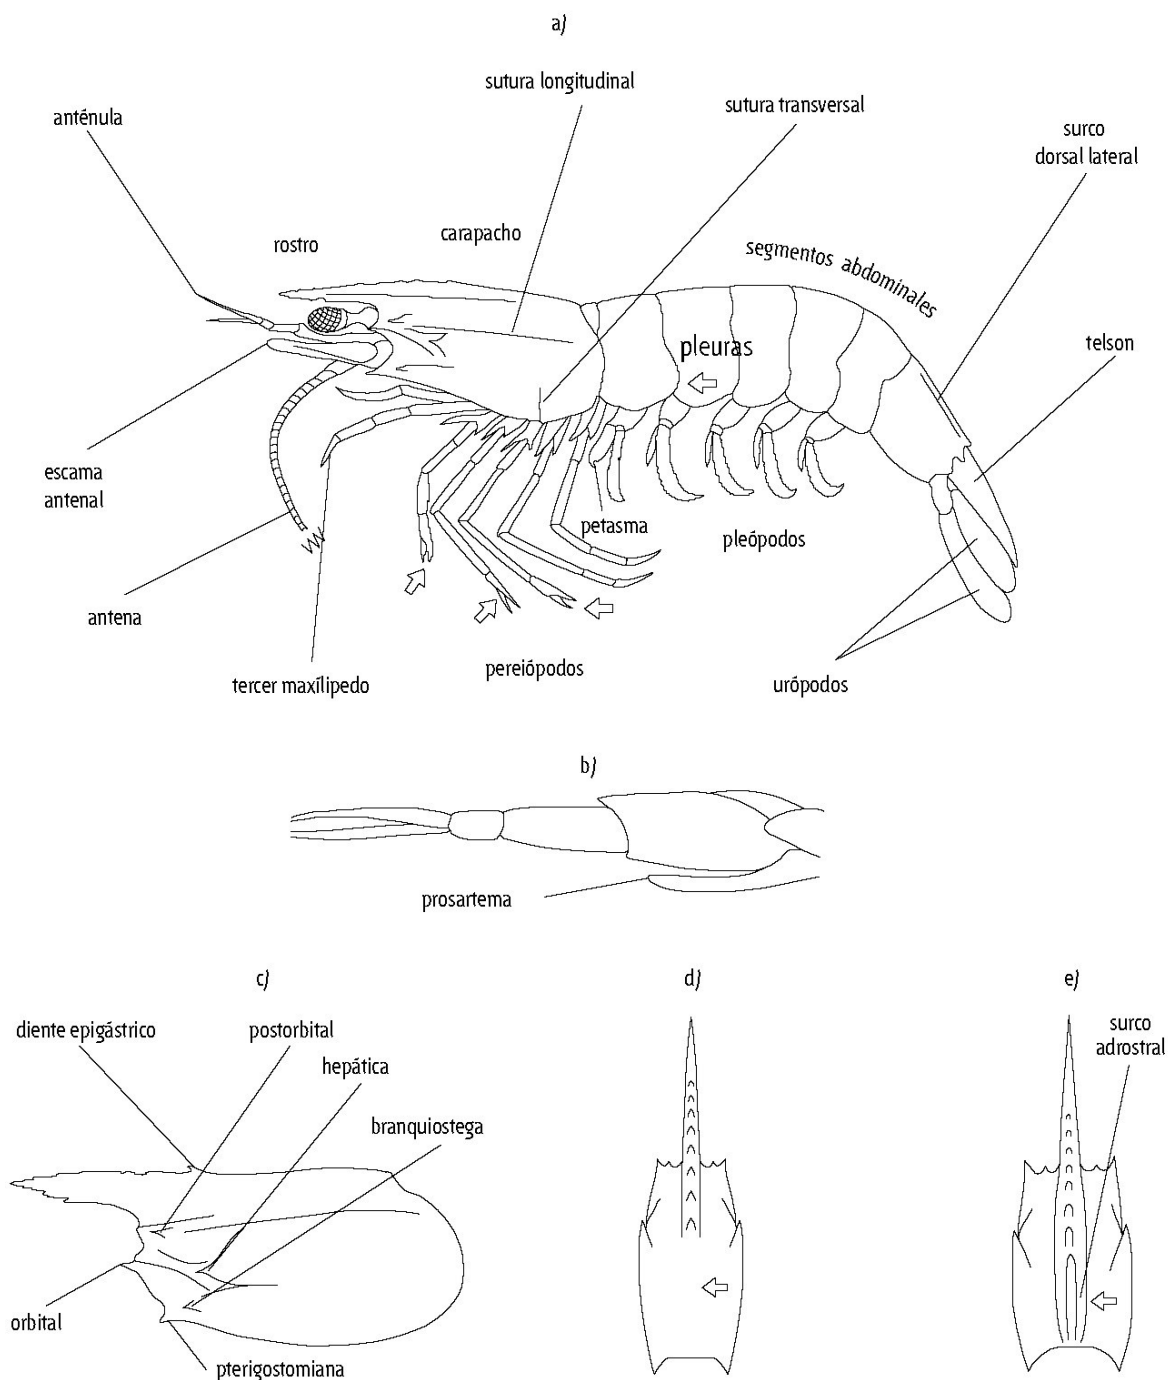 a)
sutura longitudinal
sutura transversal
anténula
surco
dorsal lateral
rostro
carapacho
segmentos abdominales
pleuras
telson
escama
antenal
petasma
pleópodos
antena
pereiópodos
tercer maxílipedo
urópodos
b)
prosartema
c)
d)
e)
diente epigástrico
postorbital
surco
adrostral
hepática
branquiostega
orbital
pterigostomiana